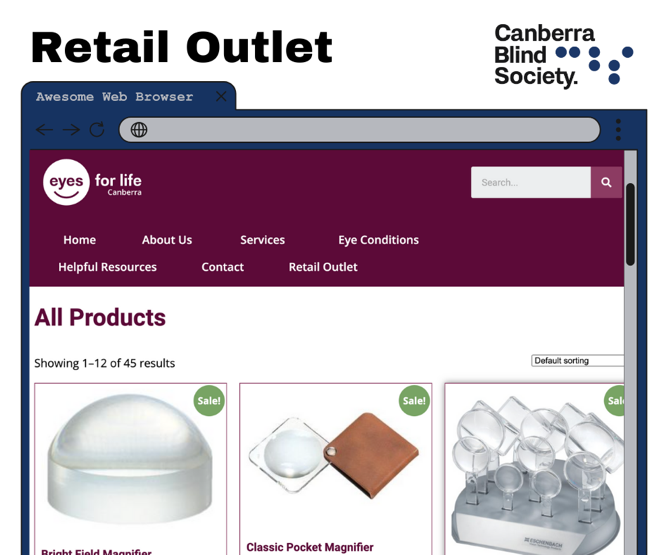 Retail Outlet
Canberra
Blind
Society.
Awesome Web Browser
eyes for life
Canberra
Search...
Home About Us Services Eye Conditions
Helpful Resources Contact Retail Outlet
All Products
Showing 1–12 of 45 results
Default sorting
Sale! Sale! Sal
Bright Field Magnifier
Classic Pocket Magnifier
ESCHENBACH